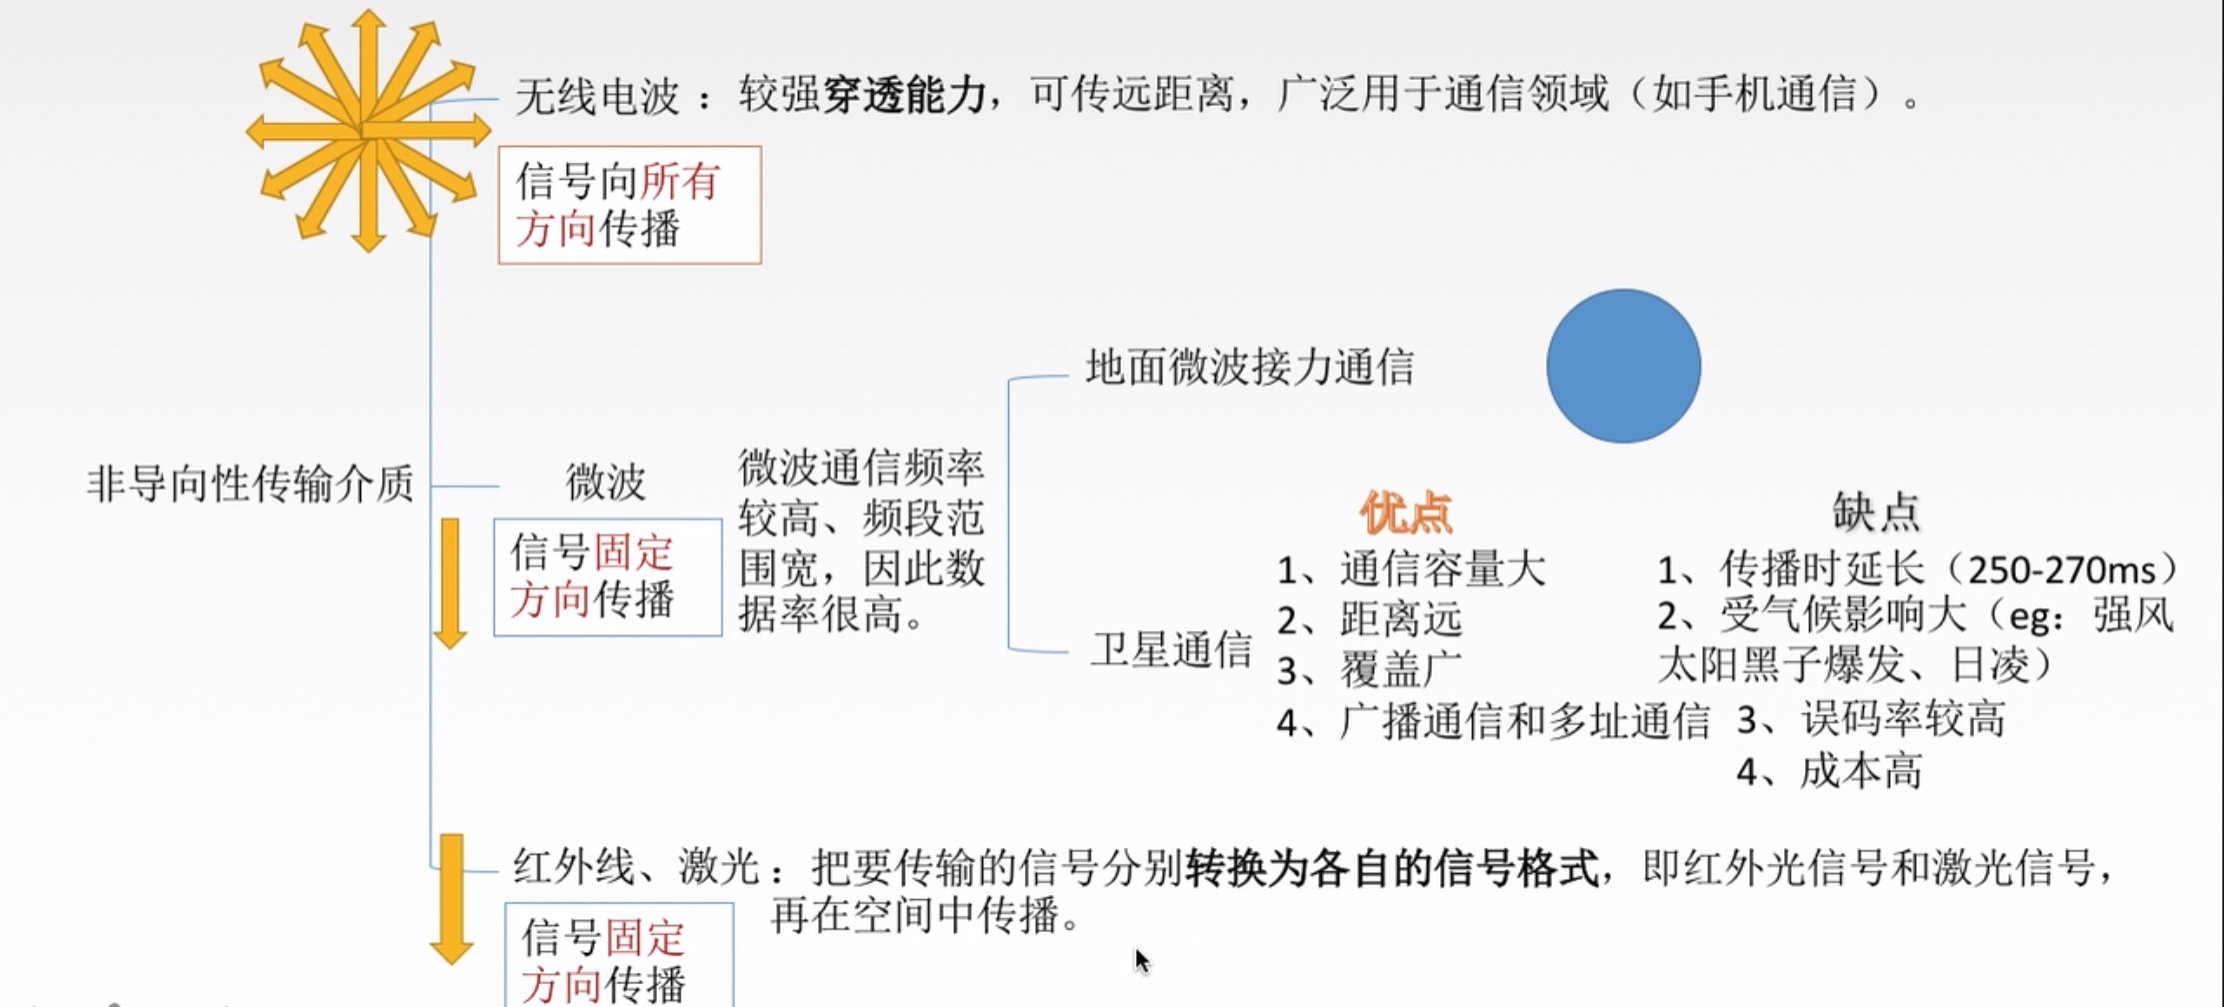 无线电波 ：较强穿透能力，可传远距离，广泛用于通信领域（如手机通信）。
信号向所有
方向传播
非导向性传输介质
微波
信号固定
方向传播
微波通信频率
较高、频段范
围宽，因此数
据率很高。
地面微波接力通信
卫星通信
优点
1、通信容量大
2、距离远
3、覆盖广
4、广播通信和多址通信
缺点
1、传播时延长（250-270ms）
2、受气候影响大（eg：强风
太阳黑子爆发、日凌）
3、误码率较高
4、成本高
红外线、激光：把要传输的信号分别转换为各自的信号格式，即红外光信号和激光信号，
再在空间中传播。
信号固定
方向传播